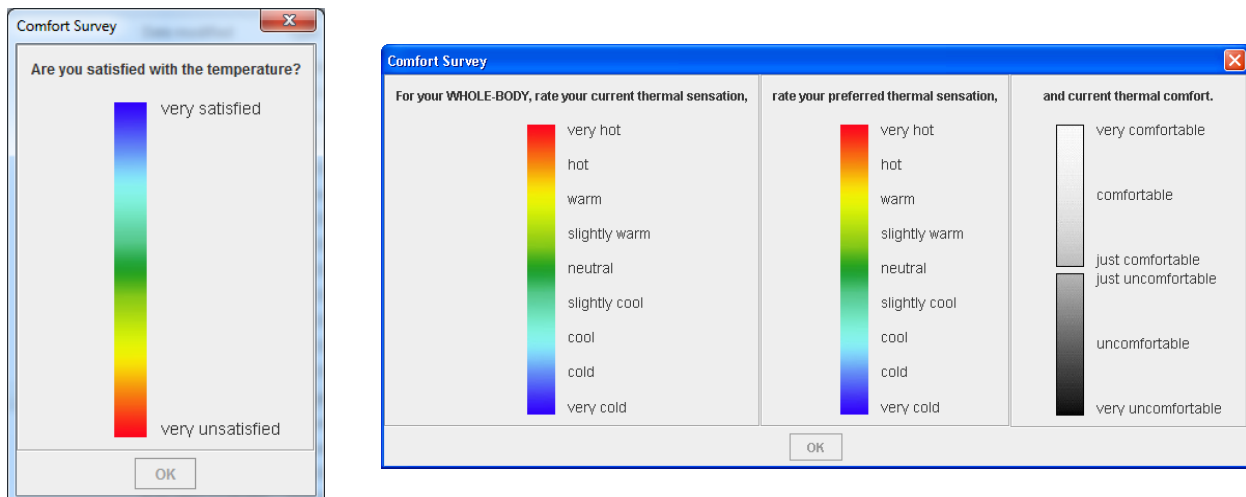 Comfort Survey
Are you satisfied with the temperature?
very satisfied
very unsatisfied
OK
Comfort Survey
For your WHOLE-BODY, rate your current thermal sensation,
very hot
hot
warm
slightly warm
neutral
slightly cool
cool
cold
very cold
rate your preferred thermal sensation,
very hot
hot
warm
slightly warm
neutral
slightly cool
cool
cold
very cold
and current thermal comfort.
very comfortable
comfortable
just comfortable
just uncomfortable
uncomfortable
very uncomfortable
OK